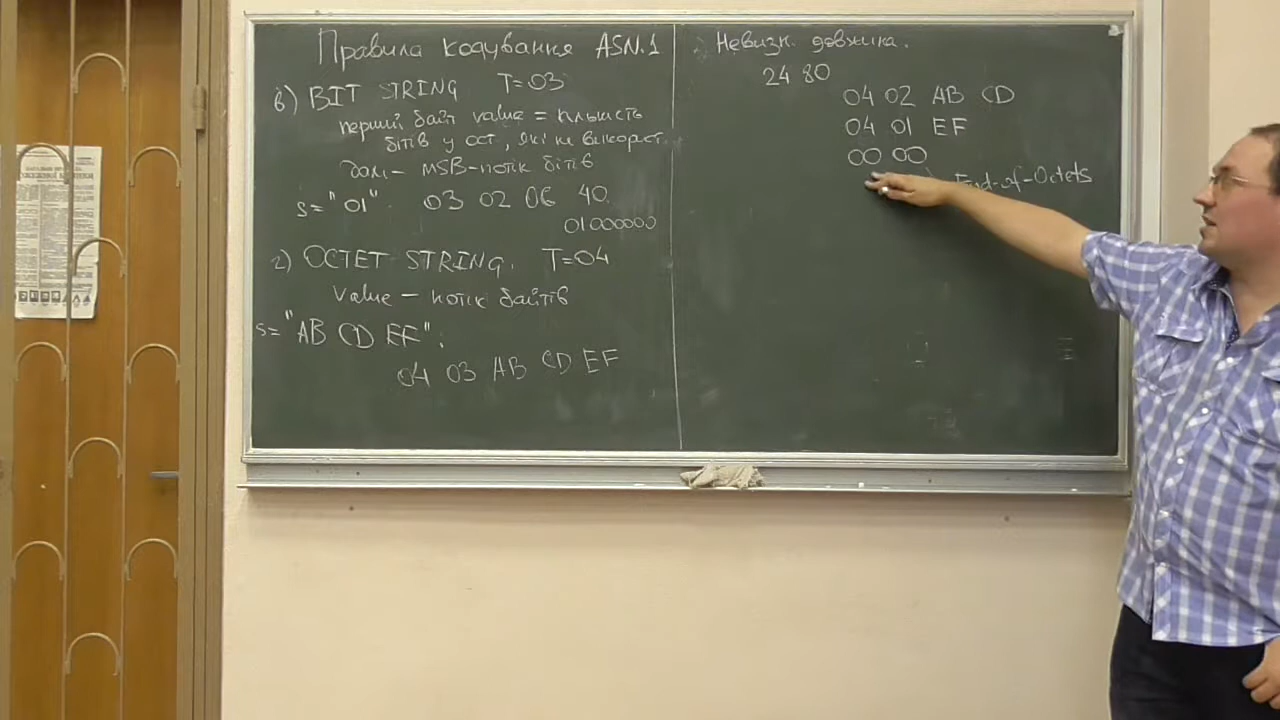 Правила кодування ASN.1
в) BIT STRING T=03
перший байт value = кількість
бітів у ост, які не використ
далі – MSB-потік бітів
s="01". 03 02 06 40.
01000000
г) OCTET STRING. T=04
value – потік байтів
s="AB CD EF".
04 03 AB CD EF
Невизн. довжина.
24 80
04 02 AB CD
04 01 EF
00 00
End-of-Octets